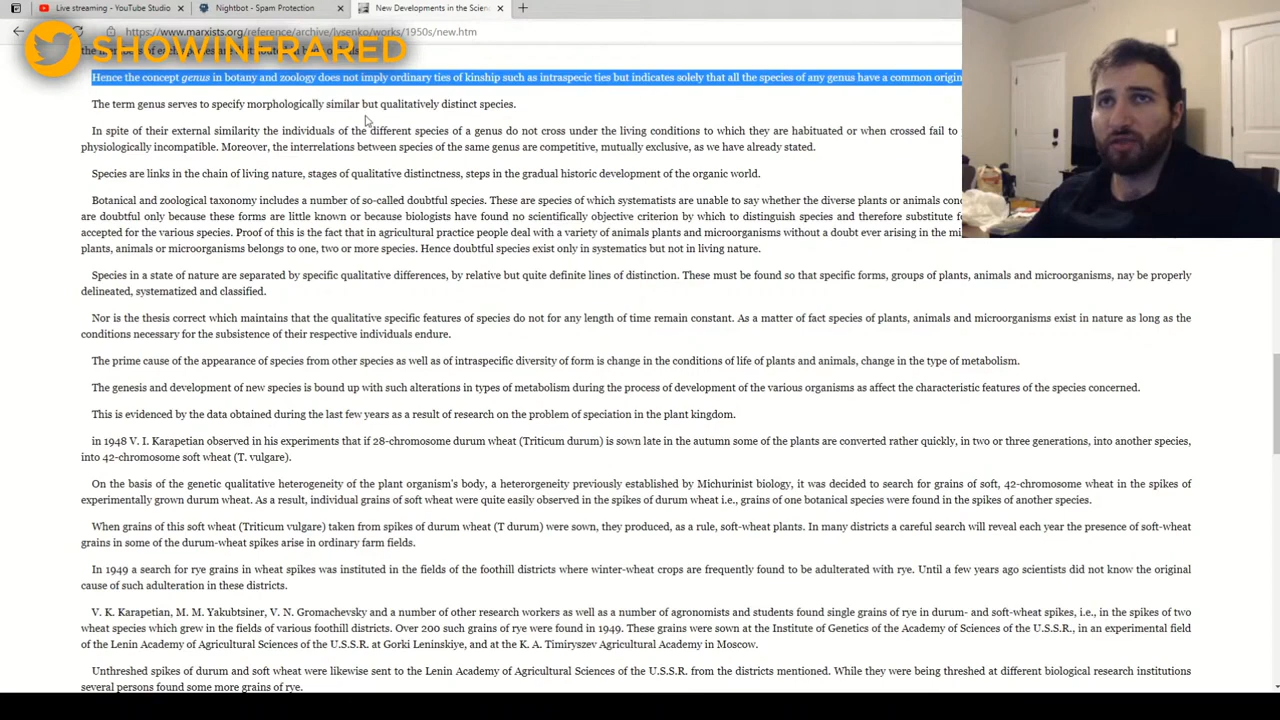 Live streaming - YouTube Studio
Nightbot - Spam Protection
New Developments in the Scien
https://www.marxists.org/reference/archive/lysenko/works/1950s/new.htm
SHOWINFRARED
Hence the concept genus in botany and zoology does not imply ordinary ties of kinship such as intraspecic ties but indicates solely that all the species of any genus have a common origin
The term genus serves to specify morphologically similar but qualitatively distinct species.
In spite of their external similarity the individuals of the different species of a genus do not cross under the living conditions to which they are habituated or when crossed fail to
physiologically incompatible. Moreover, the interrelations between species of the same genus are competitive, mutually exclusive, as we have already stated.
Species are links in the chain of living nature, stages of qualitative distinctness, steps in the gradual historic development of the organic world.
Botanical and zoological taxonomy includes a number of so-called doubtful species. These are species of which systematists are unable to say whether the diverse plants or animals
are doubtful only because these forms are little known or because biologists have found no scientifically objective criterion by which to distinguish species and therefore substitute
accepted for the various species. Proof of this is the fact that in agricultural practice people deal with a variety of animals plants and microorganisms without a doubt ever arising in the
plants, animals or microorganisms belongs to one, two or more species. Hence doubtful species exist only in systematics but not in living nature.
Species in a state of nature are separated by specific qualitative differences, by relative but quite definite lines of distinction. These must be found so that specific forms, groups of plants, animals and microorganisms, nay be properly
delineated, systematized and classified.
Nor is the thesis correct which maintains that the qualitative specific features of species do not for any length of time remain constant. As a matter of fact species of plants, animals and microorganisms exist in nature as long as the
conditions necessary for the subsistence of their respective individuals endure.
The prime cause of the appearance of species from other species as well as of intraspecific diversity of form is change in the conditions of life of plants and animals, change in the type of metabolism.
The genesis and development of new species is bound up with such alterations in types of metabolism during the process of development of the various organisms as affect the characteristic features of the species concerned.
This is evidenced by the data obtained during the last few years as a result of research on the problem of speciation in the plant kingdom.
in 1948 V. I. Karapetian observed in his experiments that if 28-chromosome durum wheat (Triticum durum) is sown late in the autumn some of the plants are converted rather quickly, in two or three generations, into another species,
into 42-chromosome soft wheat (T. vulgare).
On the basis of the genetic qualitative heterogeneity of the plant organism's body, a heterorgeneity previously established by Michurinist biology, it was decided to search for grains of soft, 42-chromosome wheat in the spikes of
experimentally grown durum wheat. As a result, individual grains of soft wheat were quite easily observed in the spikes of durum wheat i.e., grains of one botanical species were found in the spikes of another species.
When grains of this soft wheat (Triticum vulgare) taken from spikes of durum wheat (T durum) were sown, they produced, as a rule, soft-wheat plants. In many districts a careful search will reveal each year the presence of soft-wheat
grains in some of the durum-wheat spikes arise in ordinary farm fields.
In 1949 a search for rye grains in wheat spikes was instituted in the fields of the foothill districts where winter-wheat crops are frequently found to be adulterated with rye. Until a few years ago scientists did not know the original
cause of such adulteration in these districts.
V. K. Karapetian, M. M. Yakubtsiner, V. N. Gromachevsky and a number of other research workers as well as a number of agronomists and students found single grains of rye in durum- and soft-wheat spikes, i.e., in the spikes of two
wheat species which grew in the fields of various foothill districts. Over 200 such grains of rye were found in 1949. These grains were sown at the Institute of Genetics of the Academy of Sciences of the U.S.S.R., in an experimental field
of the Lenin Academy of Agricultural Sciences of the U.S.S.R. at Gorki Leninskiye, and at the K. A. Timiryszev Agricultural Academy in Moscow.
Unthreshed spikes of durum and soft wheat were likewise sent to the Lenin Academy of Agricultural Sciences of the U.S.S.R. from the districts mentioned. While they were being threshed at different biological research institutions
several persons found some more grains of rye.